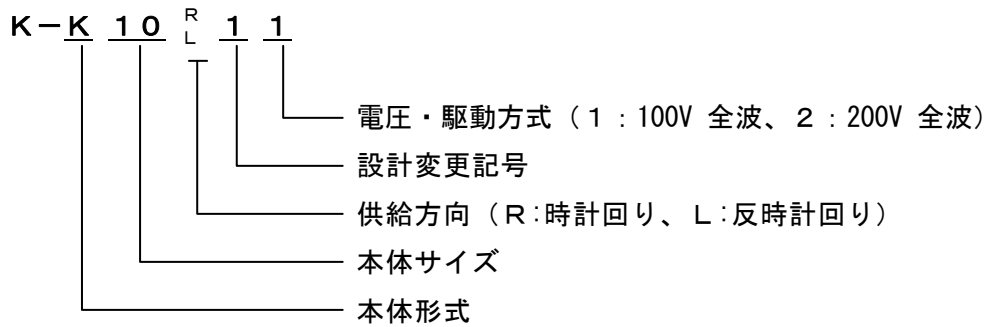 K－K 10 R/L 1 1
電圧・駆動方式（１：100V 全波、２：200V 全波）
設計変更記号
供給方向（Ｒ：時計回り、Ｌ：反時計回り）
本体サイズ
本体形式